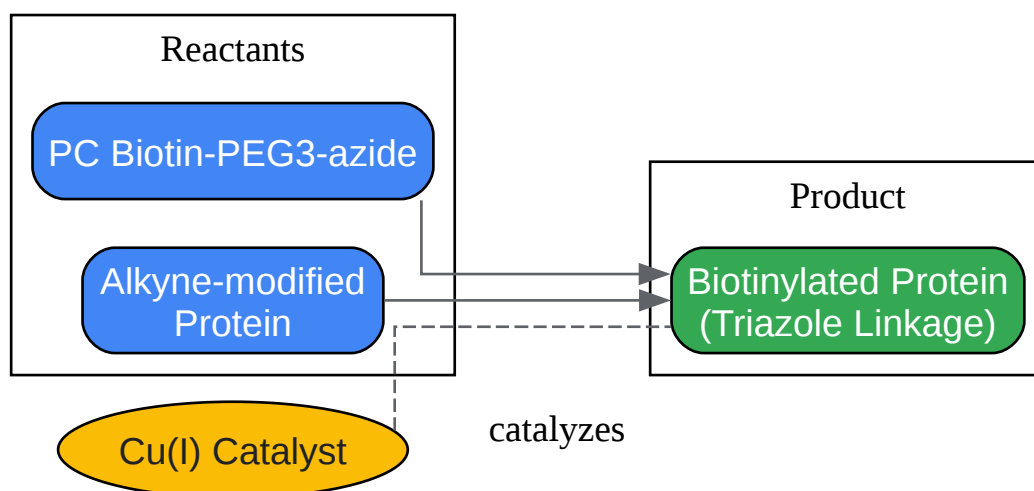 Reactants
PC Biotin-PEG3-azide
Alkyne-modified
Protein
Product
Biotinylated Protein
(Triazole Linkage)
Cu(I) Catalyst
catalyzes